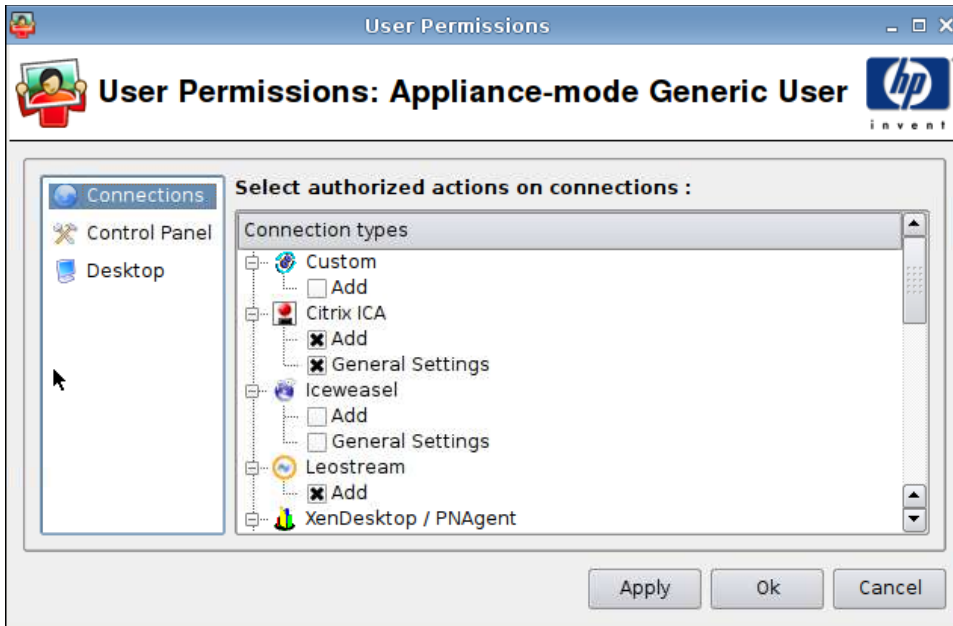 User Permissions
User Permissions: Appliance-mode Generic User
hp
invent
Connections
Control Panel
Desktop
Select authorized actions on connections :
Connection types
Custom
Add
Citrix ICA
Add
General Settings
Iceweasel
Add
General Settings
Leostream
Add
XenDesktop / PNAgent
Apply
Ok
Cancel